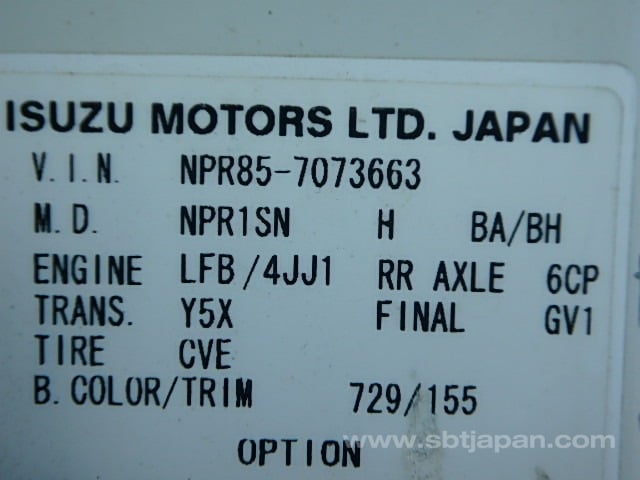 ISUZU MOTORS LTD. JAPAN
V.I.N. NPR85-7073663
M.D. NPR1SN H BA/BH
ENGINE LFB/4JJ1 RR AXLE 6CP
TRANS. Y5X FINAL GV1
TIRE CVE
B.COLOR/TRIM 729/155
www.sbtjapan.com
OPTION